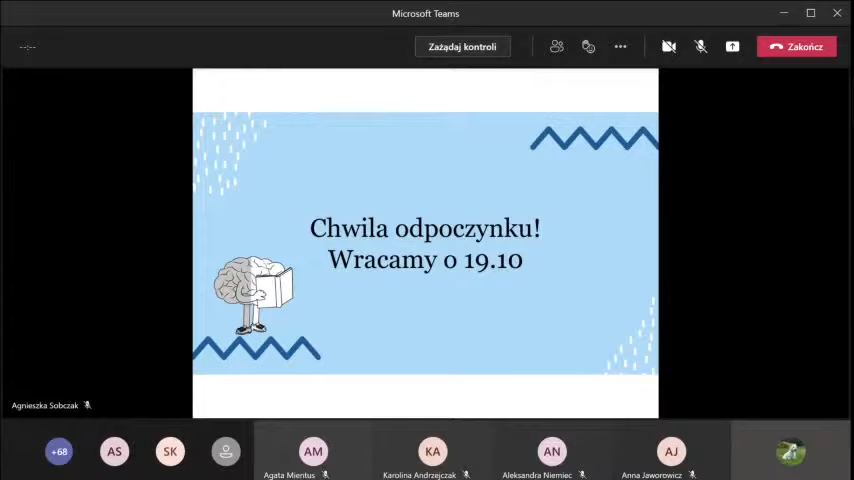 Microsoft Teams
--:--
Zażądaj kontroli
Zakończ
Chwila odpoczynku!
Wracamy o 19.10
Agnieszka Sobczak
+68
AS
SK
AM
KA
AN
AJ
Agata Mientus
Karolina Andrzejczak
Aleksandra Niemiec
Anna Jaworowicz